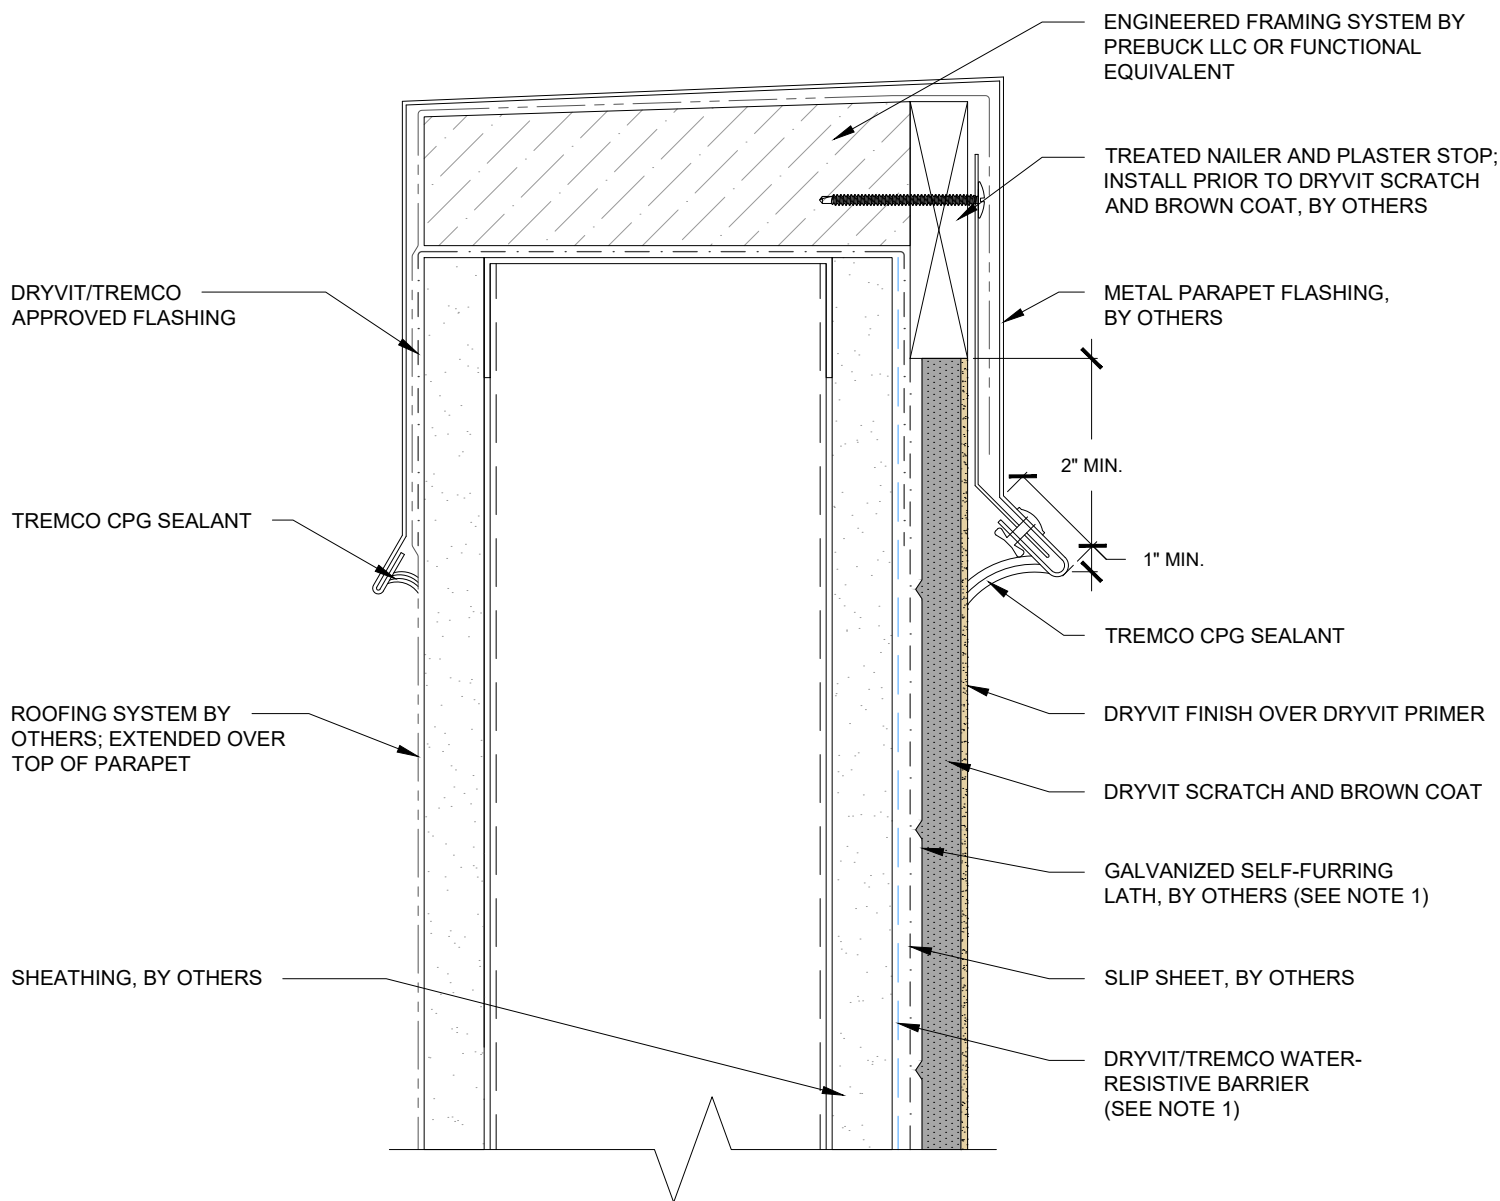 ENGINEERED FRAMING SYSTEM BY
PREBUCK LLC OR FUNCTIONAL
EQUIVALENT
TREATED NAILER AND PLASTER STOP;
INSTALL PRIOR TO DRYVIT SCRATCH
AND BROWN COAT, BY OTHERS
DRYVIT/TREMCO
APPROVED FLASHING
METAL PARAPET FLASHING,
BY OTHERS
2" MIN.
TREMCO CPG SEALANT
1" MIN.
TREMCO CPG SEALANT
ROOFING SYSTEM BY
OTHERS; EXTENDED OVER
TOP OF PARAPET
DRYVIT FINISH OVER DRYVIT PRIMER
DRYVIT SCRATCH AND BROWN COAT
GALVANIZED SELF-FURRING
LATH, BY OTHERS (SEE NOTE 1)
SHEATHING, BY OTHERS
SLIP SHEET, BY OTHERS
DRYVIT/TREMCO WATER-
RESISTIVE BARRIER
(SEE NOTE 1)